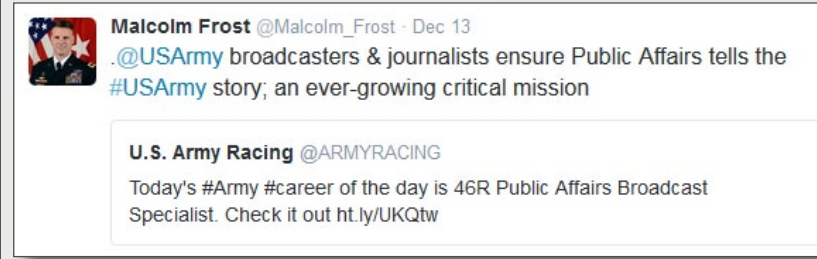 Malcolm Frost @Malcolm_Frost · Dec 13
.@USArmy broadcasters & journalists ensure Public Affairs tells the
#USArmy story; an ever-growing critical mission
U.S. Army Racing @ARMYRACING
Today's #Army #career of the day is 46R Public Affairs Broadcast
Specialist. Check it out ht.ly/UKQtw